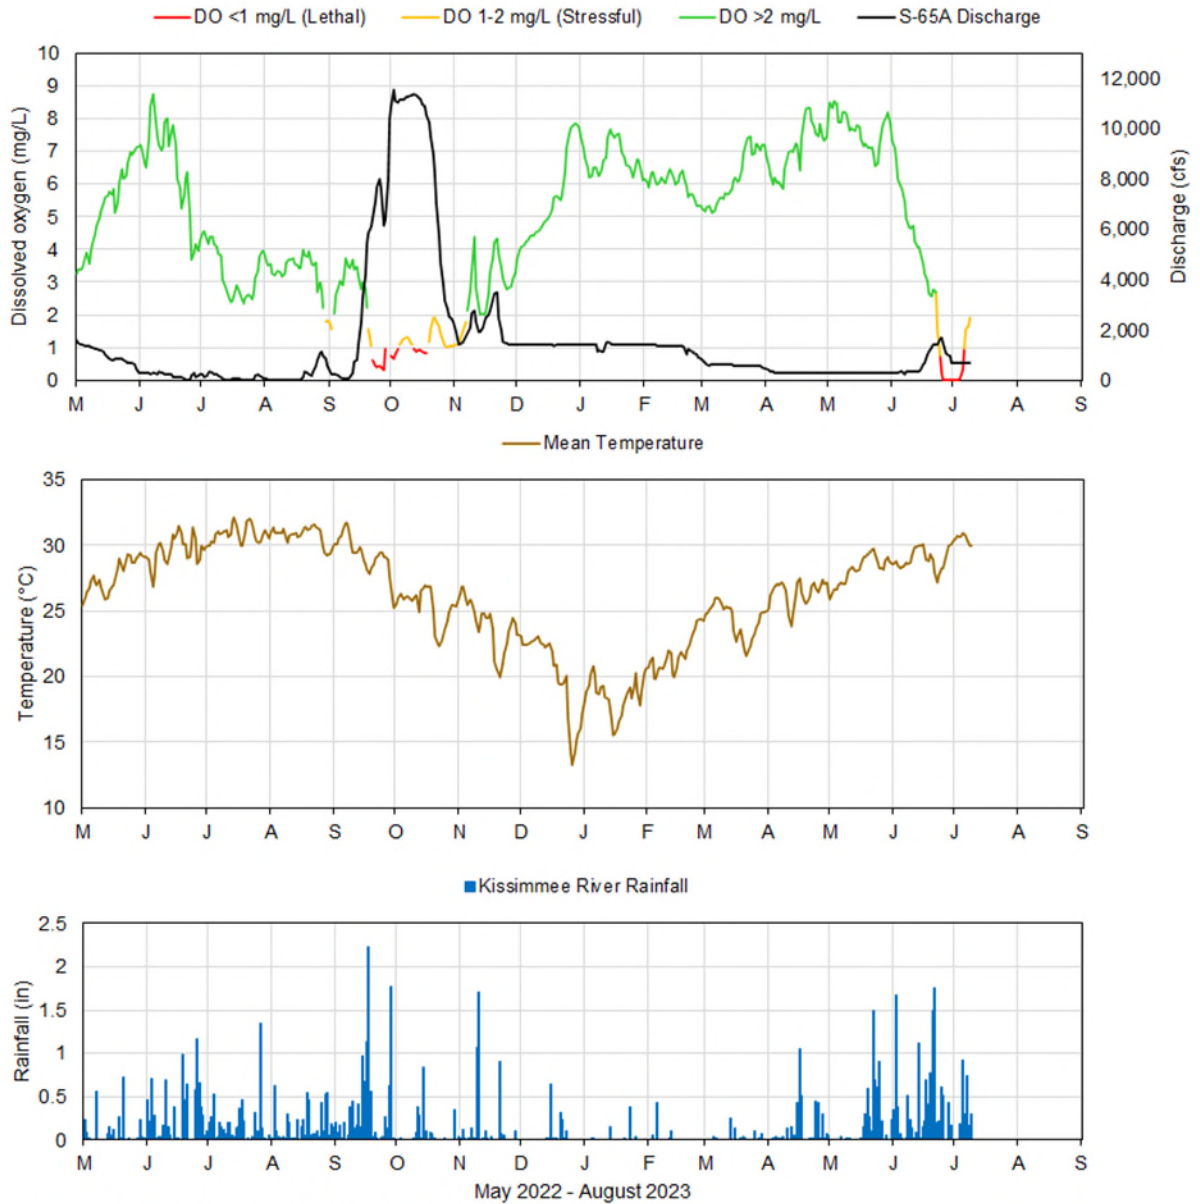 DO <1 mg/L (Lethal) DO 1-2 mg/L (Stressful) DO >2 mg/L S-65A Discharge
Dissolved oxygen (mg/L)
10
9
8
7
6
5
4
3
2
1
0
12,000
10,000
8,000
6,000
4,000
2,000
0
Discharge (cfs)
M J J A S O N D J F M A M J J A S
Mean Temperature
Temperature (°C)
35
30
25
20
15
10
M J J A S O N D J F M A M J J A S
Kissimmee River Rainfall
Rainfall (in)
2.5
2
1.5
1
0.5
0
M J J A S O N D J F M A M J J A S
May 2022 - August 2023